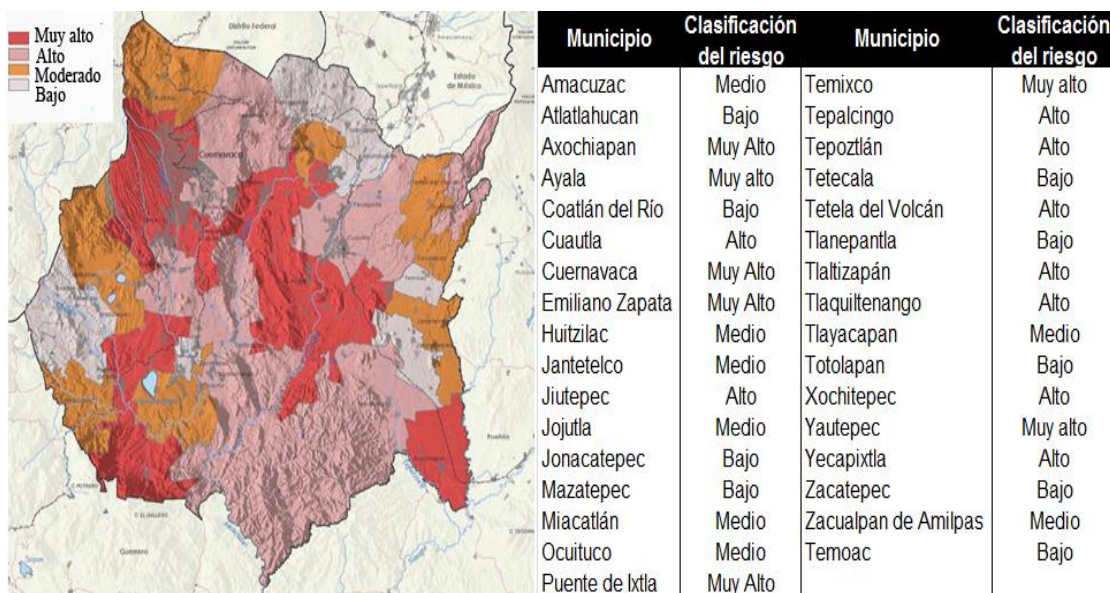 Muy alto
Alto
Moderado
Bajo
Distrito Federal
Estado
de México
Cuernavaca
Puebla
Guerrero
Municipio Clasificación del riesgo Municipio Clasificación del riesgo
Amacuzac Medio Temixco Muy alto
Atlatlahucan Bajo Tepalcingo Alto
Axochiapan Muy Alto Tepoztlán Alto
Ayala Muy alto Tetecala Bajo
Coatlán del Río Bajo Tetela del Volcán Alto
Cuautla Alto Tlanepantla Bajo
Cuernavaca Muy Alto Tlaltizapán Alto
Emiliano Zapata Muy Alto Tlaquiltenango Alto
Huitzilac Medio Tlayacapan Medio
Jantetelco Medio Totolapan Bajo
Jiutepec Alto Xochitepec Alto
Jojutla Medio Yautepec Muy alto
Jonacatepec Bajo Yecapixtla Alto
Mazatepec Bajo Zacatepec Bajo
Miacatlán Medio Zacualpan de Amilpas Medio
Ocuituco Medio Temoac Bajo
Puente de Ixtla Muy Alto